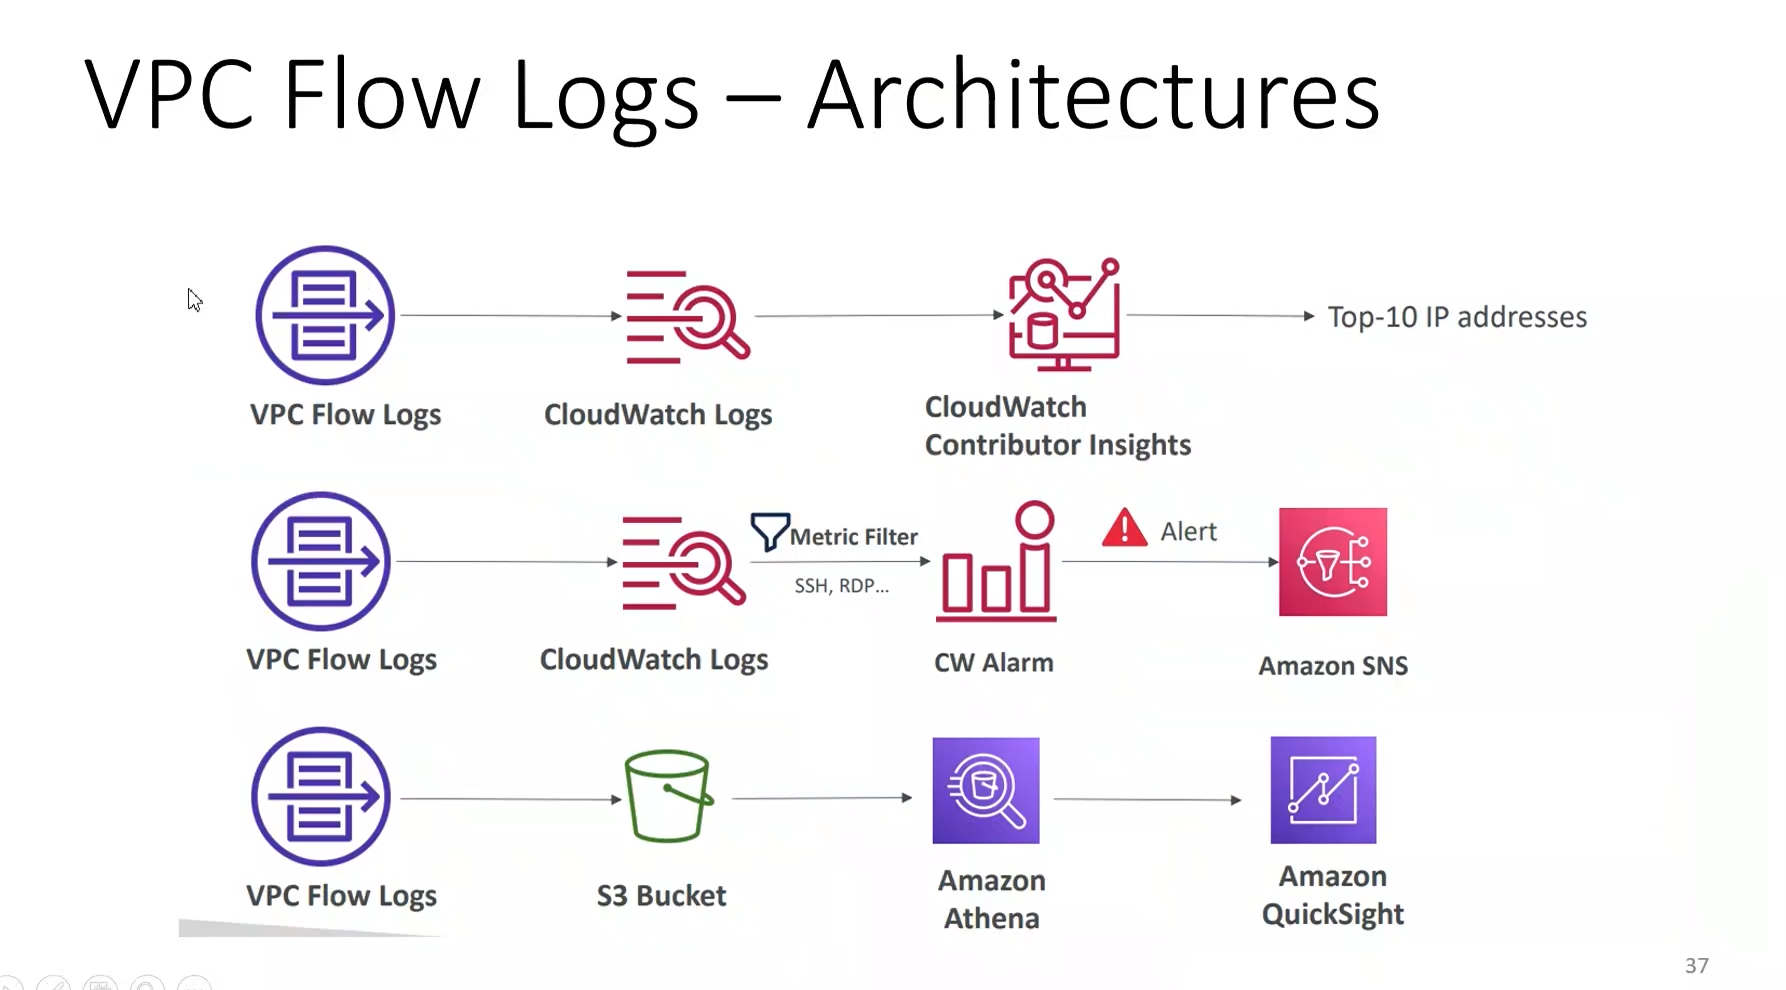 VPC Flow Logs – Architectures
Top-10 IP addresses
VPC Flow Logs
CloudWatch Logs
CloudWatch
Contributor Insights
Metric Filter
SSH, RDP...
Alert
VPC Flow Logs
CloudWatch Logs
CW Alarm
Amazon SNS
VPC Flow Logs
S3 Bucket
Amazon
Athena
Amazon
QuickSight
37